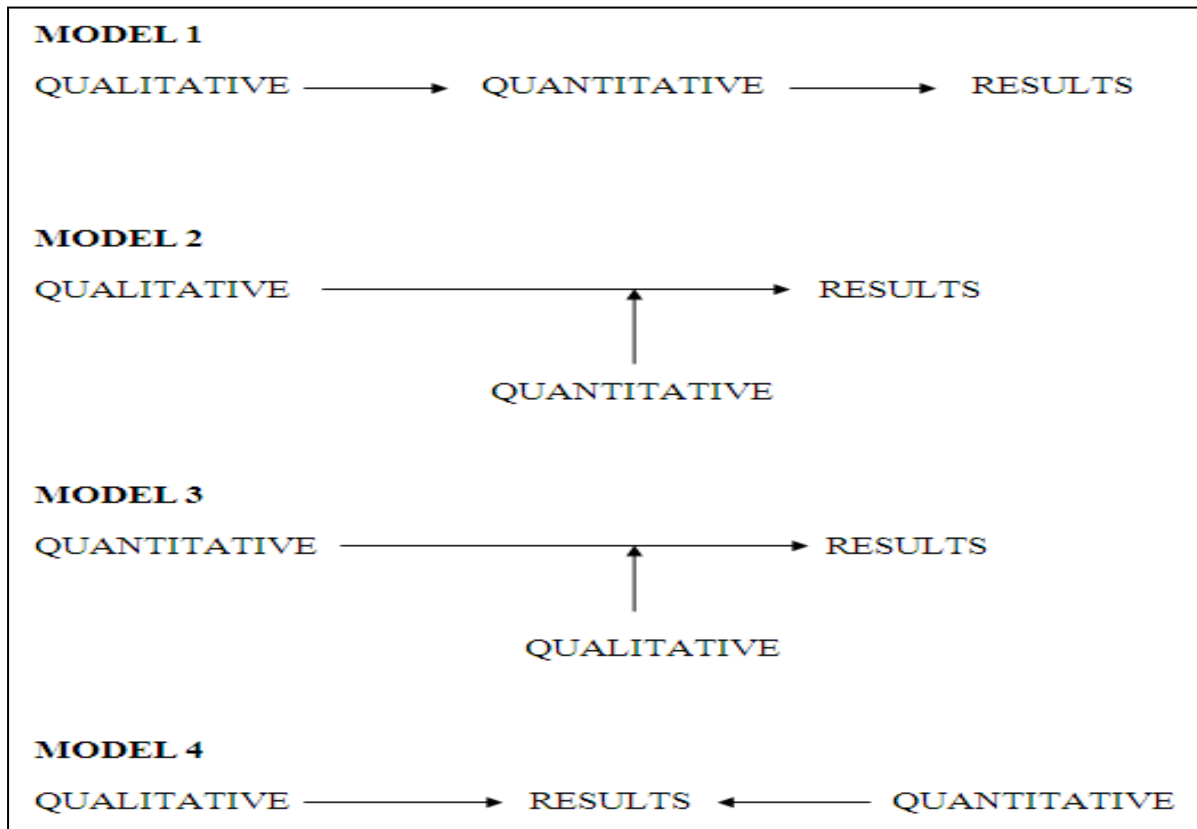 MODEL 1
QUALITATIVE QUANTITATIVE RESULTS
MODEL 2
QUALITATIVE RESULTS
QUANTITATIVE
MODEL 3
QUANTITATIVE RESULTS
QUALITATIVE
MODEL 4
QUALITATIVE RESULTS QUANTITATIVE